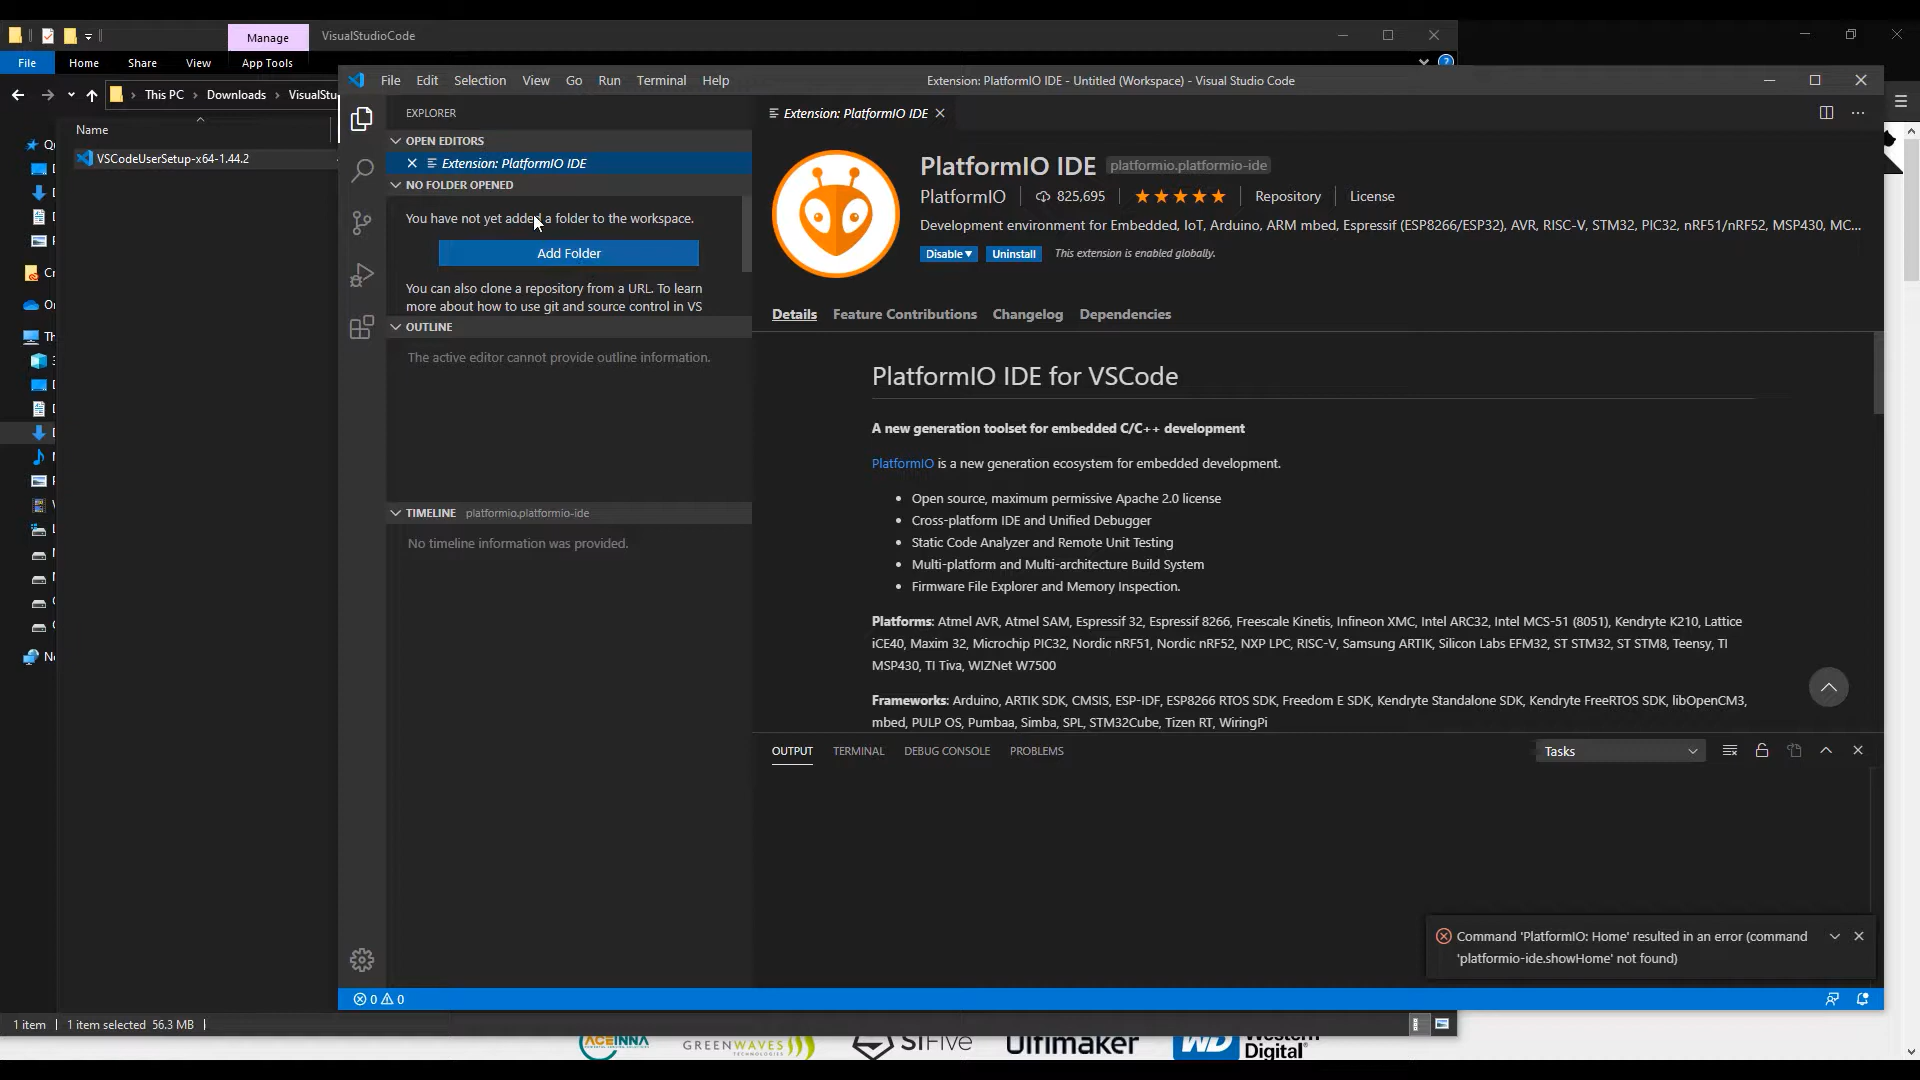 Manage
VisualStudioCode
File
Home
Share
View
App Tools
This PC
Downloads
VisualStu
Name
VSCodeUserSetup-x64-1.44.2
1 item
1 item selected 56.3 MB
File Edit Selection View Go Run Terminal Help
Extension: PlatformIO IDE - Untitled (Workspace) - Visual Studio Code
EXPLORER
OPEN EDITORS
Extension: PlatformIO IDE
NO FOLDER OPENED
You have not yet added a folder to the workspace.
Add Folder
You can also clone a repository from a URL. To learn
more about how to use git and source control in VS
OUTLINE
The active editor cannot provide outline information.
TIMELINE platformio.platformio-ide
No timeline information was provided.
Extension: PlatformIO IDE
PlatformIO IDE platformio.platformio-ide
PlatformIO 825,695 Repository License
Development environment for Embedded, IoT, Arduino, ARM mbed, Espressif (ESP8266/ESP32), AVR, RISC-V, STM32, PIC32, nRF51/nRF52, MSP430, MC...
Disable Uninstall This extension is enabled globally.
Details Feature Contributions Changelog Dependencies
PlatformIO IDE for VSCode
A new generation toolset for embedded C/C++ development
PlatformIO is a new generation ecosystem for embedded development.
• Open source, maximum permissive Apache 2.0 license
• Cross-platform IDE and Unified Debugger
• Static Code Analyzer and Remote Unit Testing
• Multi-platform and Multi-architecture Build System
• Firmware File Explorer and Memory Inspection.
Platforms: Atmel AVR, Atmel SAM, Espressif 32, Espressif 8266, Freescale Kinetis, Infineon XMC, Intel ARC32, Intel MCS-51 (8051), Kendryte K210, Lattice
iCE40, Maxim 32, Microchip PIC32, Nordic nRF51, Nordic nRF52, NXP LPC, RISC-V, Samsung ARTIK, Silicon Labs EFM32, ST STM32, ST STM8, Teensy, TI
MSP430, TI Tiva, WIZNet W7500
Frameworks: Arduino, ARTIK SDK, CMSIS, ESP-IDF, ESP8266 RTOS SDK, Freedom E SDK, Kendryte Standalone SDK, Kendryte FreeRTOS SDK, libOpenCM3,
mbed, PULP OS, Pumbaa, Simba, SPL, STM32Cube, Tizen RT, WiringPi
OUTPUT TERMINAL DEBUG CONSOLE PROBLEMS
Tasks
Command 'PlatformIO: Home' resulted in an error (command
'platformio-ide.showHome' not found)
0 0
ACEINNA
GREENWAVES
TECHNOLOGIES
SiFive
Ultimaker
WD Western
Digital